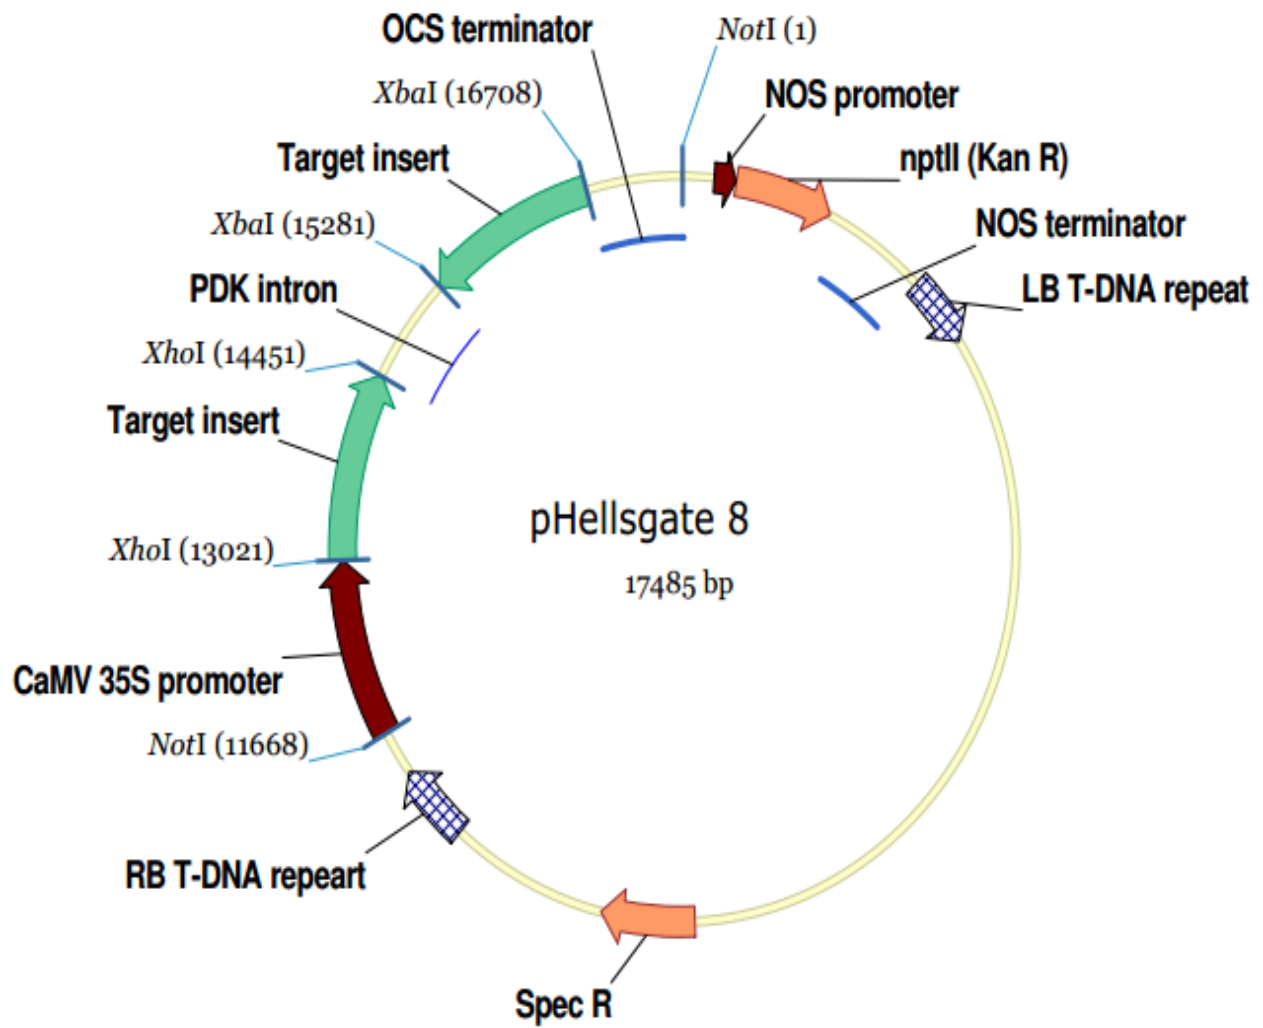 OCS terminator
NotI (1)
XbaI (16708)
NOS promoter
Target insert
nptII (Kan R)
XbaI (15281)
NOS terminator
PDK intron
LB T-DNA repeat
XhoI (14451)
Target insert
pHellsgate 8
XhoI (13021)
17485 bp
CaMV 35S promoter
NotI (11668)
RB T-DNA repeart
Spec R